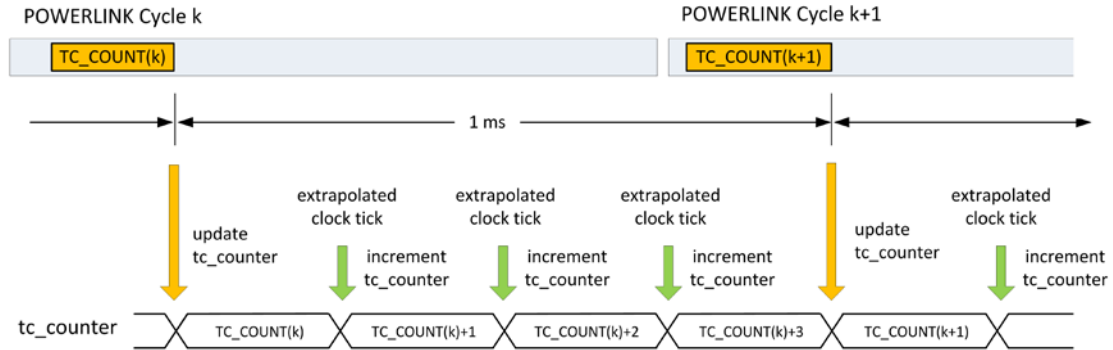 POWERLINK Cycle k
POWERLINK Cycle k+1
TC_COUNT(k)
TC_COUNT(k+1)
1 ms
extrapolated
clock tick
extrapolated
clock tick
extrapolated
clock tick
extrapolated
clock tick
update
tc_counter
increment
tc_counter
increment
tc_counter
increment
tc_counter
update
tc_counter
increment
tc_counter
tc_counter
TC_COUNT(k)
TC_COUNT(k)+1
TC_COUNT(k)+2
TC_COUNT(k)+3
TC_COUNT(k+1)